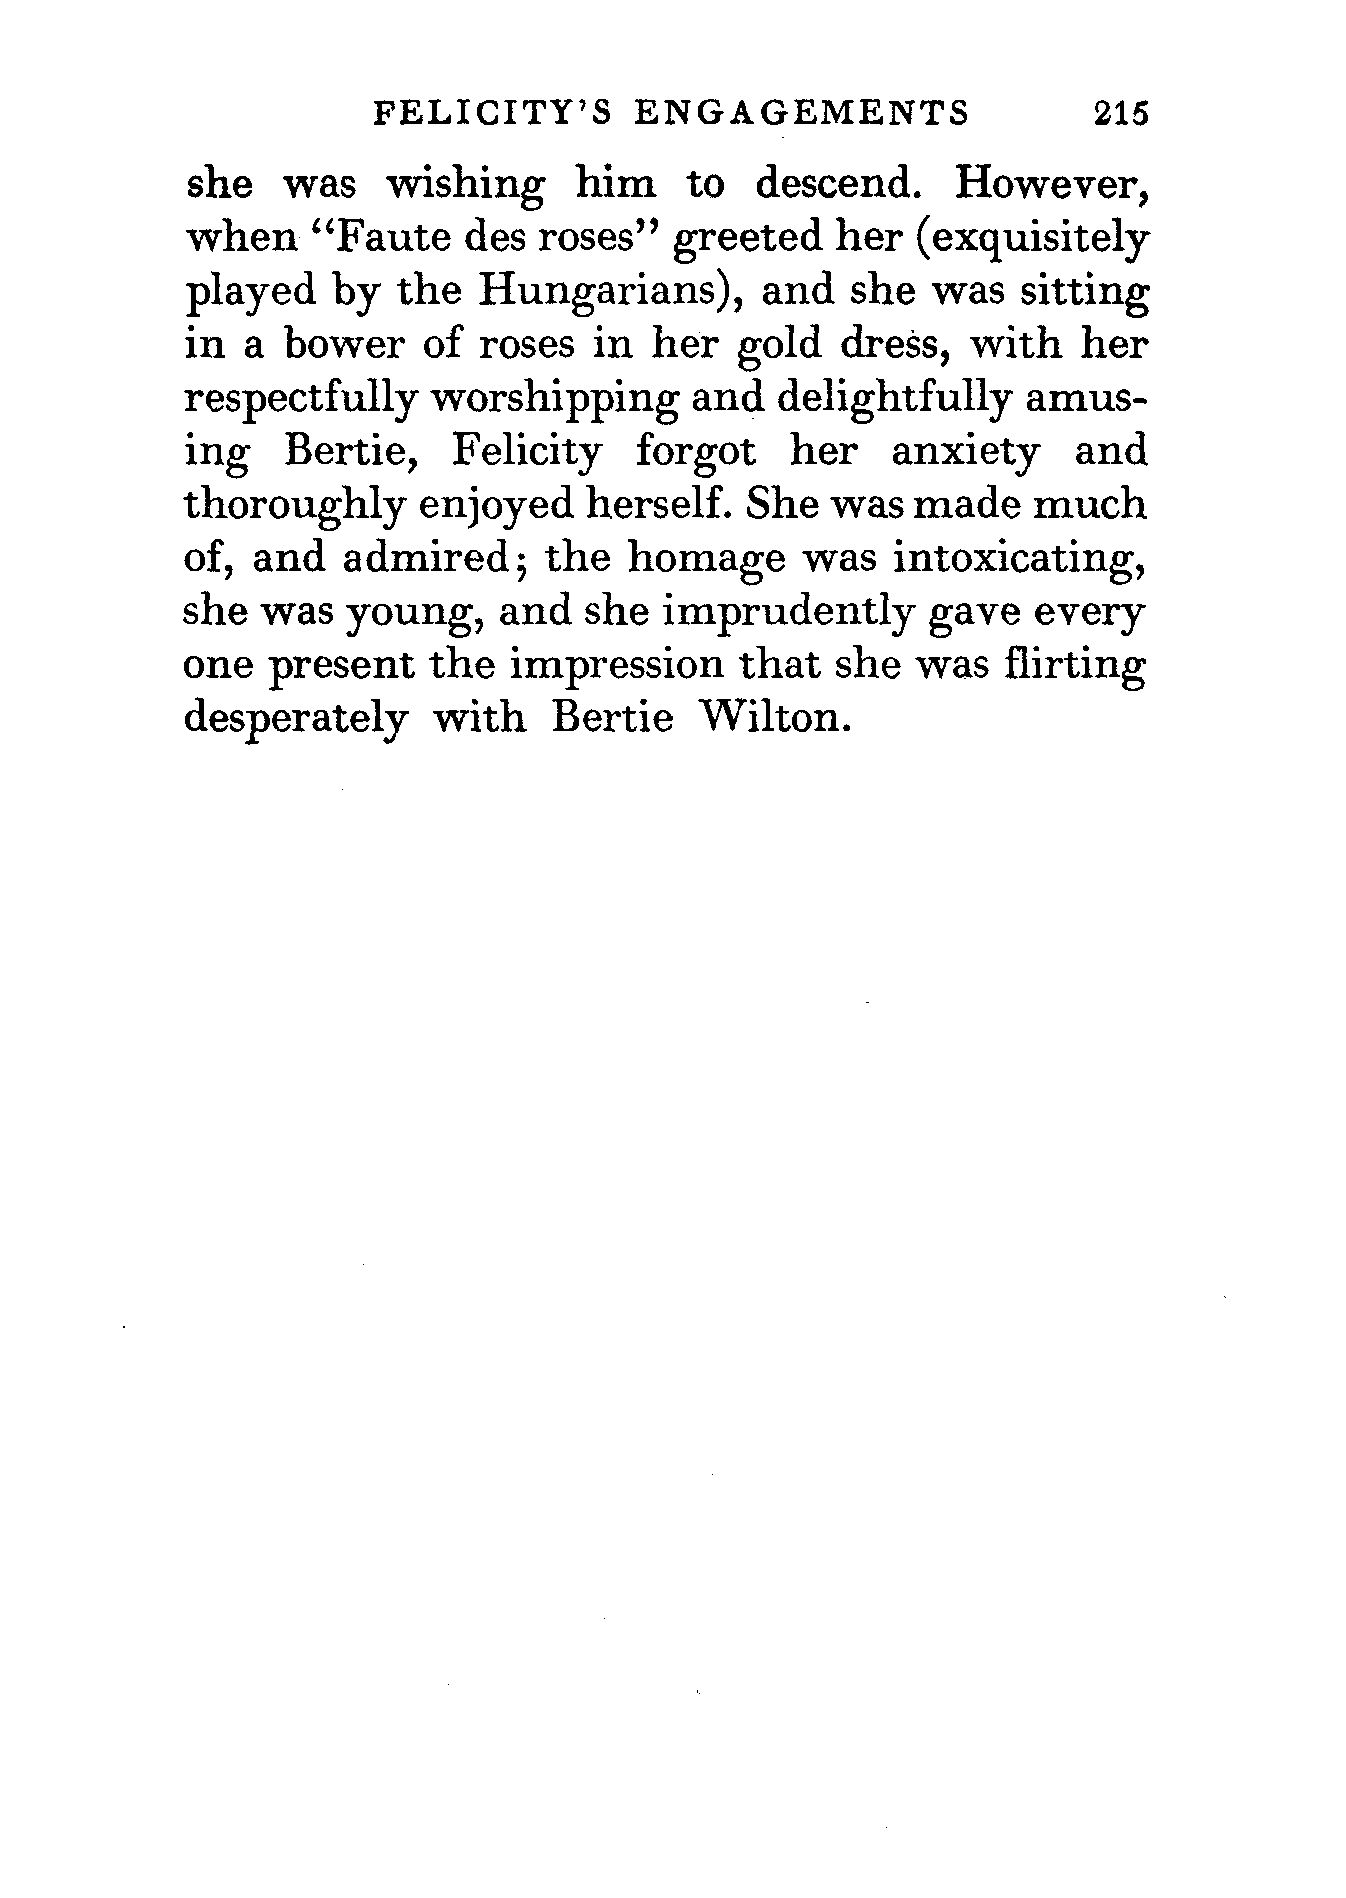 FELICITY'S ENGAGEMENTS 215
she was wishing him to descend. However,
when "Faute des roses" greeted her (exquisitely
played by the Hungarians), and she was sitting
in a bower of roses in her gold dress, with her
respectfully worshipping and delightfully amus-
ing Bertie, Felicity forgot her anxiety and
thoroughly enjoyed herself. She was made much
of, and admired; the homage was intoxicating,
she was young, and she imprudently gave every
one present the impression that she was flirting
desperately with Bertie Wilton.